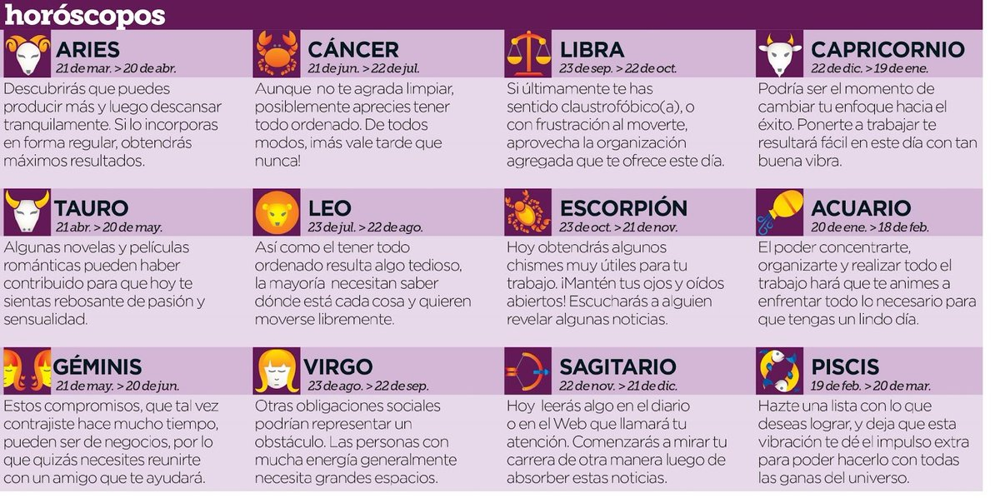 horóscopos
ARIES
21 de mar. > 20 de abr.
Descubrirás que puedes
producir más y luego descansar
tranquilamente. Si lo incorporas
en forma regular, obtendrás
máximos resultados.
TAURO
21 abr. > 20 de may.
Algunas novelas y películas
románticas pueden haber
contribuido para que hoy te
sientas rebosante de pasión y
sensualidad.
GÉMINIS
21 de may. > 20 de jun.
Estos compromisos, que tal vez
contrajiste hace mucho tiempo,
pueden ser de negocios, por lo
que quizás necesites reunirte
con un amigo que te ayudará.
CÁNCER
21 de jun. > 22 de jul.
Aunque no te agrada limpiar,
posiblemente aprecies tener
todo ordenado. De todos
modos, ¡más vale tarde que
nunca!
LEO
23 de jul. > 22 de ago.
Así como el tener todo
ordenado resulta algo tedioso,
la mayoría necesitan saber
dónde está cada cosa y quieren
moverse libremente.
VIRGO
23 de ago. > 22 de sep.
Otras obligaciones sociales
podrían representar un
obstáculo. Las personas con
mucha energía generalmente
necesita grandes espacios.
LIBRA
23 de sep. > 22 de oct.
Si últimamente te has
sentido claustrofóbico(a), o
con frustración al moverte,
aprovecha la organización
agregada que te ofrece este día.
ESCORPIÓN
23 de oct. > 21 de nov.
Hoy obtendrás algunos
chismes muy útiles para tu
trabajo. ¡Mantén tus ojos y oídos
abiertos! Escucharás a alguien
revelar algunas noticias.
SAGITARIO
22 de nov. > 21 de dic.
Hoy leerás algo en el diario
o en el Web que llamará tu
atención. Comenzarás a mirar tu
carrera de otra manera luego de
absorber estas noticias.
CAPRICORNIO
22 de dic. > 19 de ene.
Podría ser el momento de
cambiar tu enfoque hacia el
éxito. Ponerte a trabajar te
resultará fácil en este día con tan
buena vibra.
ACUARIO
20 de ene. > 18 de feb.
El poder concentrarte,
organizarte y realizar todo el
trabajo hará que te animes a
enfrentar todo lo necesario para
que tengas un lindo día.
PISCIS
19 de feb. > 20 de mar.
Hazte una lista con lo que
deseas lograr, y deja que esta
vibración te dé el impulso extra
para poder hacerlo con todas
las ganas del universo.